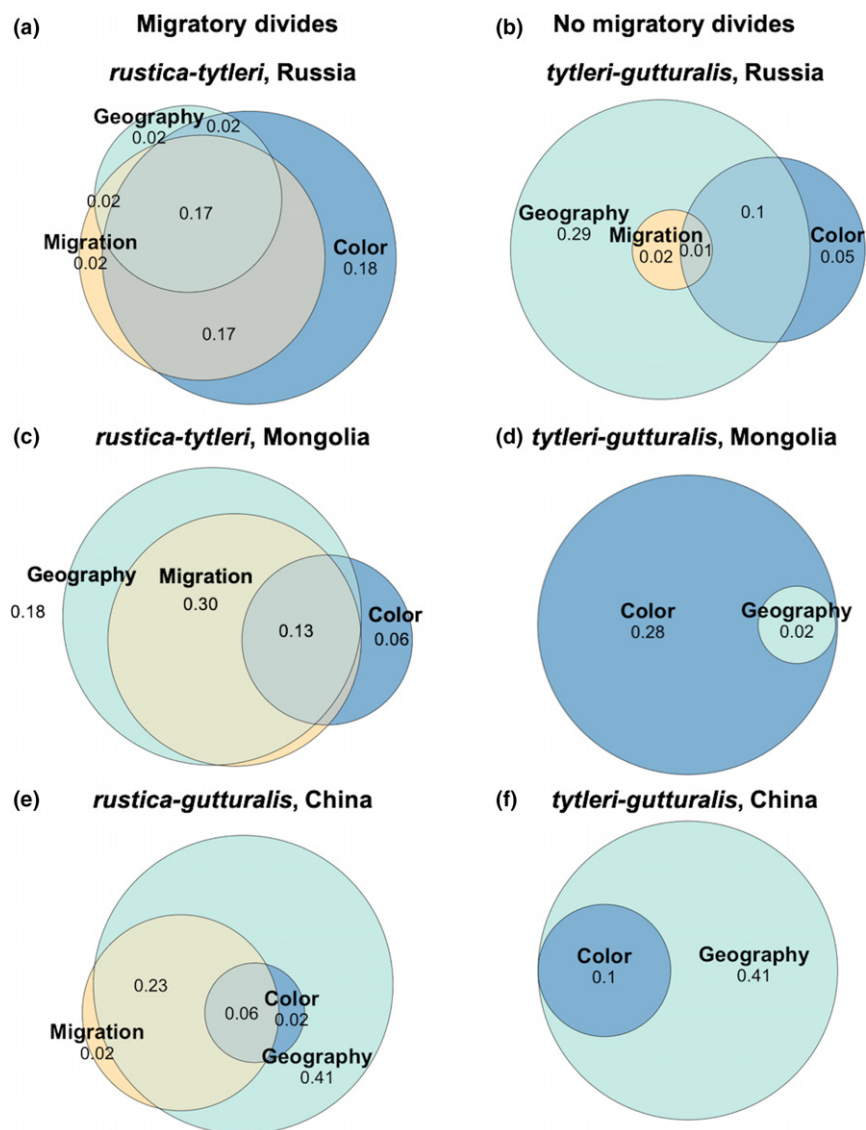 (a) Migratory divides
(b) No migratory divides
rustica-tytleri, Russia
Geography
0.02
0.02
0.02
0.17
Migration
0.02
Color
0.18
0.17
tytleri-gutturalis, Russia
Geography
0.29
Migration
0.02
0.01
0.1
Color
0.05
(c) rustica-tytleri, Mongolia
Geography
0.18
Migration
0.30
0.13
Color
0.06
(d) tytleri-gutturalis, Mongolia
Color
0.28
Geography
0.02
(e) rustica-gutturalis, China
0.23
Migration
0.02
0.06
Color
0.02
Geography
0.41
(f) tytleri-gutturalis, China
Color
0.1
Geography
0.41